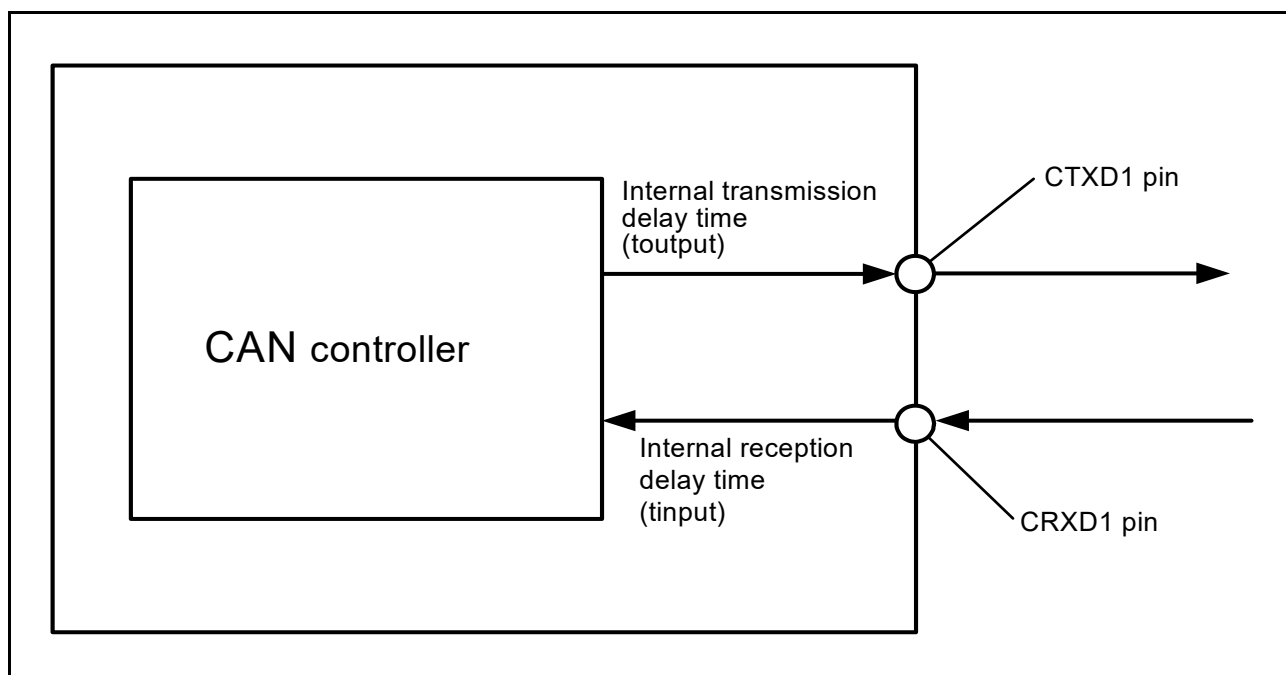 Internal transmission
delay time
(toutput)
CTXD1 pin
CAN controller
Internal reception
delay time
(tinput)
CRXD1 pin